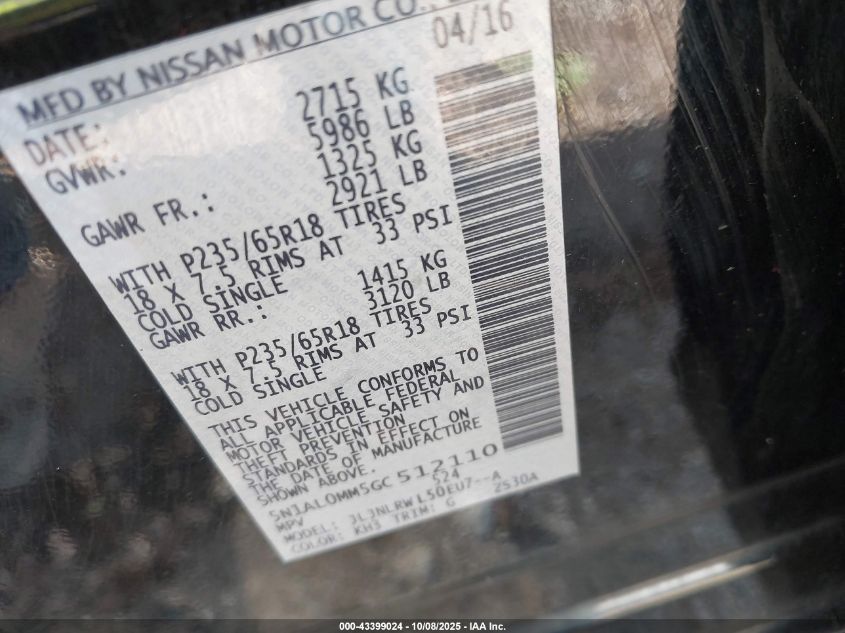 MFD BY NISSAN MOTOR CO.,
DATE: 04/16
GVWR: 2715 KG
5986 LB
GAWR FR.: 1325 KG
2921 LB
WITH P235/65R18 TIRES
18 X 7.5 RIMS AT 33 PSI
COLD SINGLE
GAWR RR.: 1415 KG
3120 LB
WITH P235/65R18 TIRES
18 X 7.5 RIMS AT 33 PSI
COLD SINGLE
THIS VEHICLE CONFORMS TO
ALL APPLICABLE FEDERAL
MOTOR VEHICLE SAFETY AND
THEFT PREVENTION
STANDARDS IN EFFECT ON
THE DATE OF MANUFACTURE
SHOWN ABOVE.
5N1AL0MM5GC512110
MPV 524
MODEL: JLJNLRWL50EU7--A
COLOR: KH3 TRIM: G 2530A
000-43399024 - 10/08/2025 - IAA Inc.